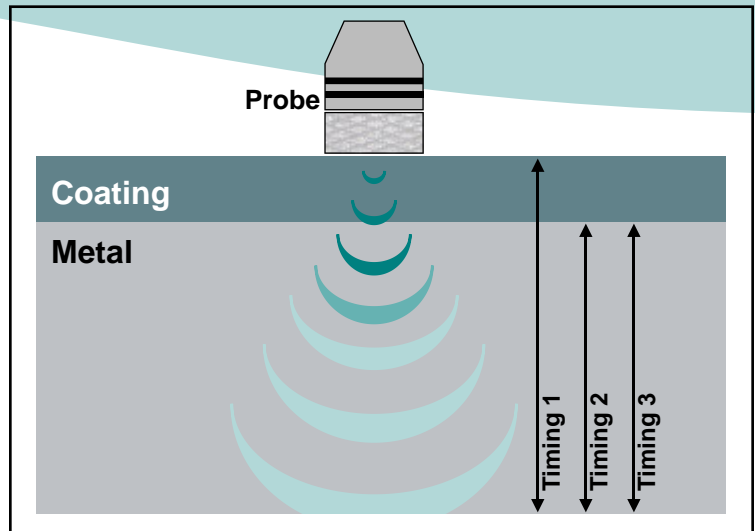 Probe
Coating
Metal
Timing 1
Timing 2
Timing 3